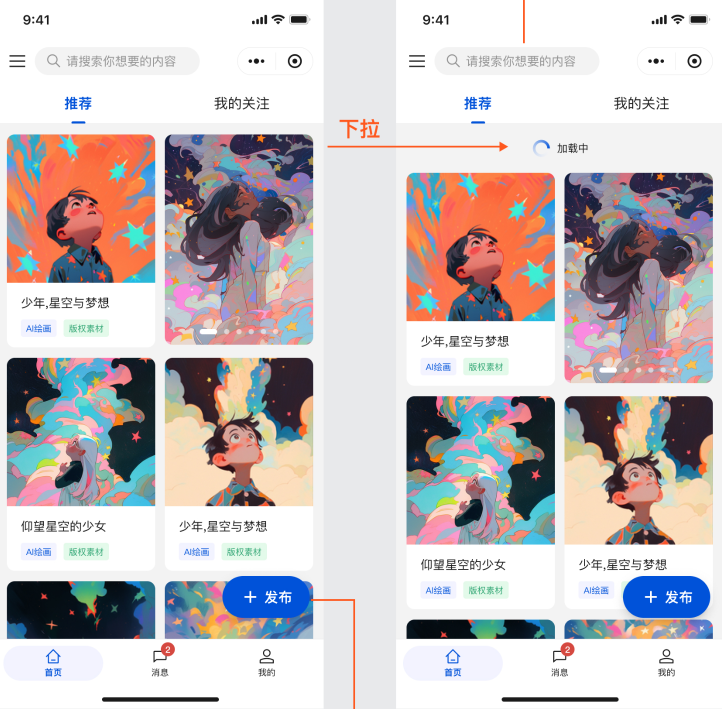 9:41
请搜索你想要的内容
推荐
我的关注
少年,星空与梦想
AI绘画
版权素材
仰望星空的少女
AI绘画
版权素材
少年,星空与梦想
AI绘画
版权素材
发布
首页
消息
2
我的
下拉
9:41
请搜索你想要的内容
推荐
我的关注
加载中
少年,星空与梦想
AI绘画
版权素材
仰望星空的少女
AI绘画
版权素材
少年,星空与梦想
AI绘画
发布
首页
消息
2
我的